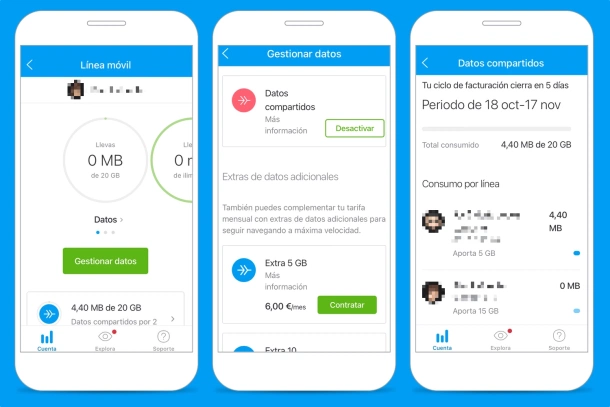 Línea móvil
Llevas
0 MB
de 20 GB
Datos
Gestionar datos
4,40 MB de 20 GB
Datos compartidos por 2
Cuenta
Explora
Soporte
Gestionar datos
Datos
compartidos
Más
información
Desactivar
Extras de datos adicionales
También puedes complementar tu tarifa
mensual con extras de datos adicionales para
seguir navegando a máxima velocidad.
Extra 5 GB
Más
información
6,00 €/mes
Contratar
Extra 10
Cuenta
Explora
Soporte
Datos compartidos
Tu ciclo de facturación cierra en 5 días
Periodo de 18 oct-17 nov
Total consumido 4,40 MB de 20 GB
Consumo por línea
4,40
MB
Aporta 5 GB
0 MB
Aporta 15 GB
Cuenta
Explora
Soporte